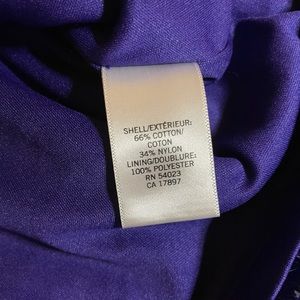 SHELL/EXTÉRIEUR:
66% COTTON/
COTON
34% NYLON
LINING/DOUBLURE:
100% POLYESTER
RN 54023
CA 17897